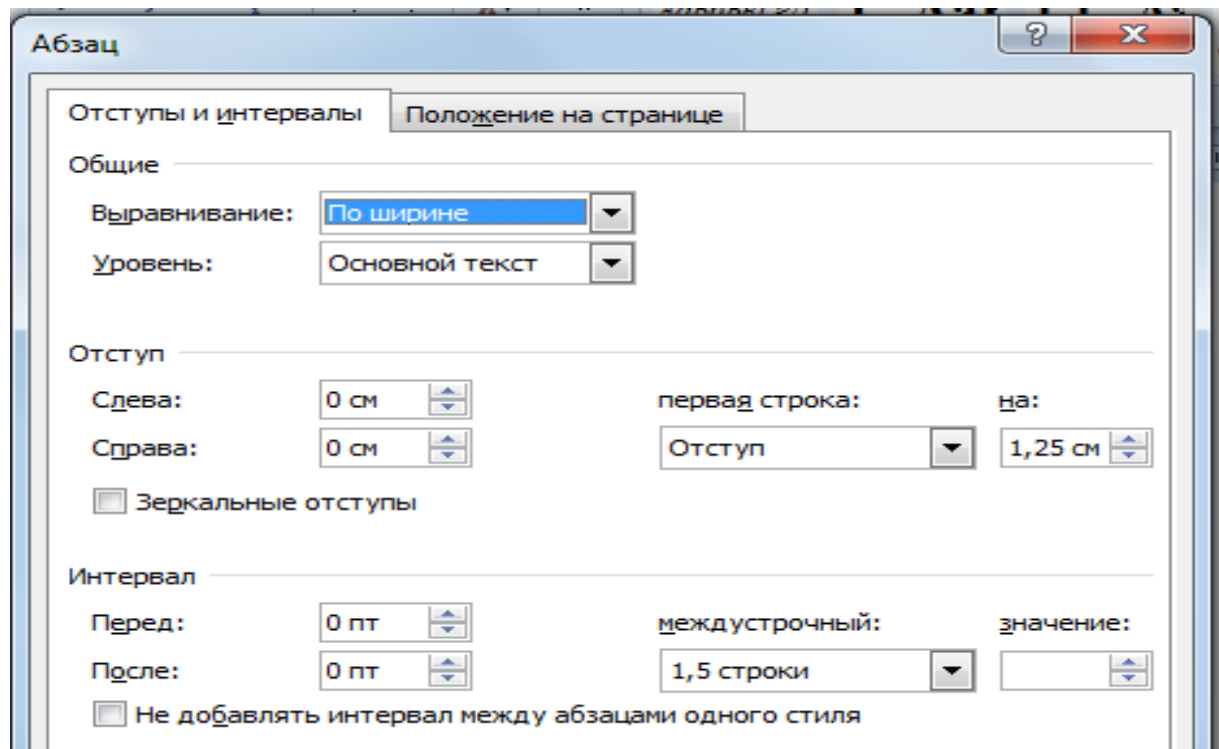 Абзац
Отступы и интервалы Положение на странице
Общие
Выравнивание: По ширине
Уровень: Основной текст
Отступ
Слева: 0 см первая строка: на:
Справа: 0 см Отступ 1,25 см
Зеркальные отступы
Интервал
Перед: 0 пт междустрочный: значение:
После: 0 пт 1,5 строки
Не добавлять интервал между абзацами одного стиля